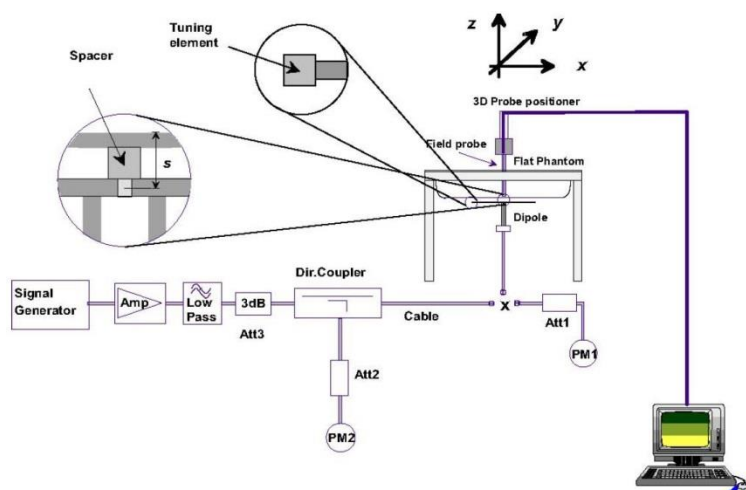 Tuning
element
z
y
x
Spacer
3D Probe positioner
s
Field probe
Flat Phantom
Dipole
Dir.Coupler
Signal
Generator
Amp
Low
Pass
3dB
Cable
x
Att1
Att3
PM1
Att2
PM2